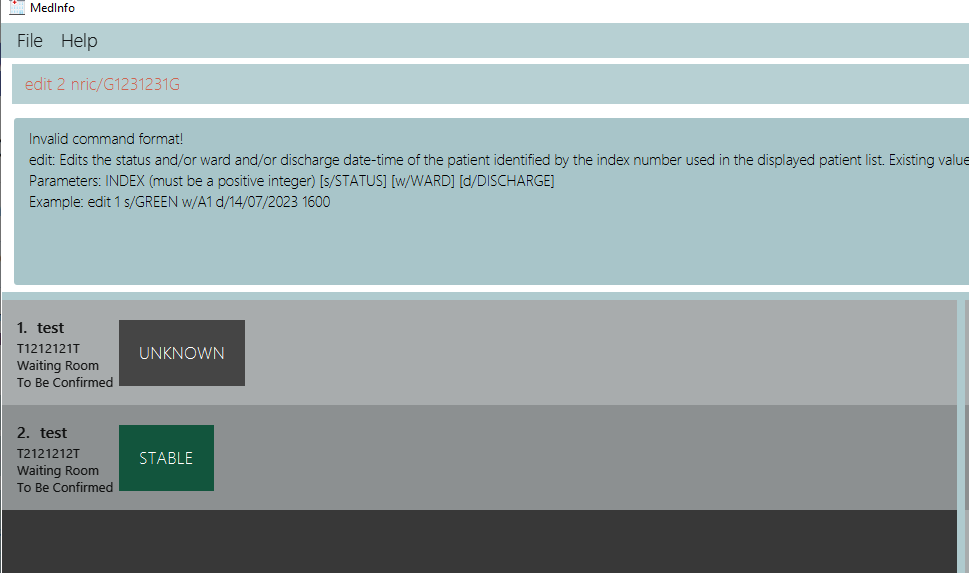 MedInfo
File Help
edit 2 nric/G1231231G
Invalid command format!
edit: Edits the status and/or ward and/or discharge date-time of the patient identified by the index number used in the displayed patient list. Existing value
Parameters: INDEX (must be a positive integer) [s/STATUS] [w/WARD] [d/DISCHARGE]
Example: edit 1 s/GREEN w/A1 d/14/07/2023 1600
1. test
T1212121T
Waiting Room
To Be Confirmed
UNKNOWN
2. test
T2121212T
Waiting Room
To Be Confirmed
STABLE